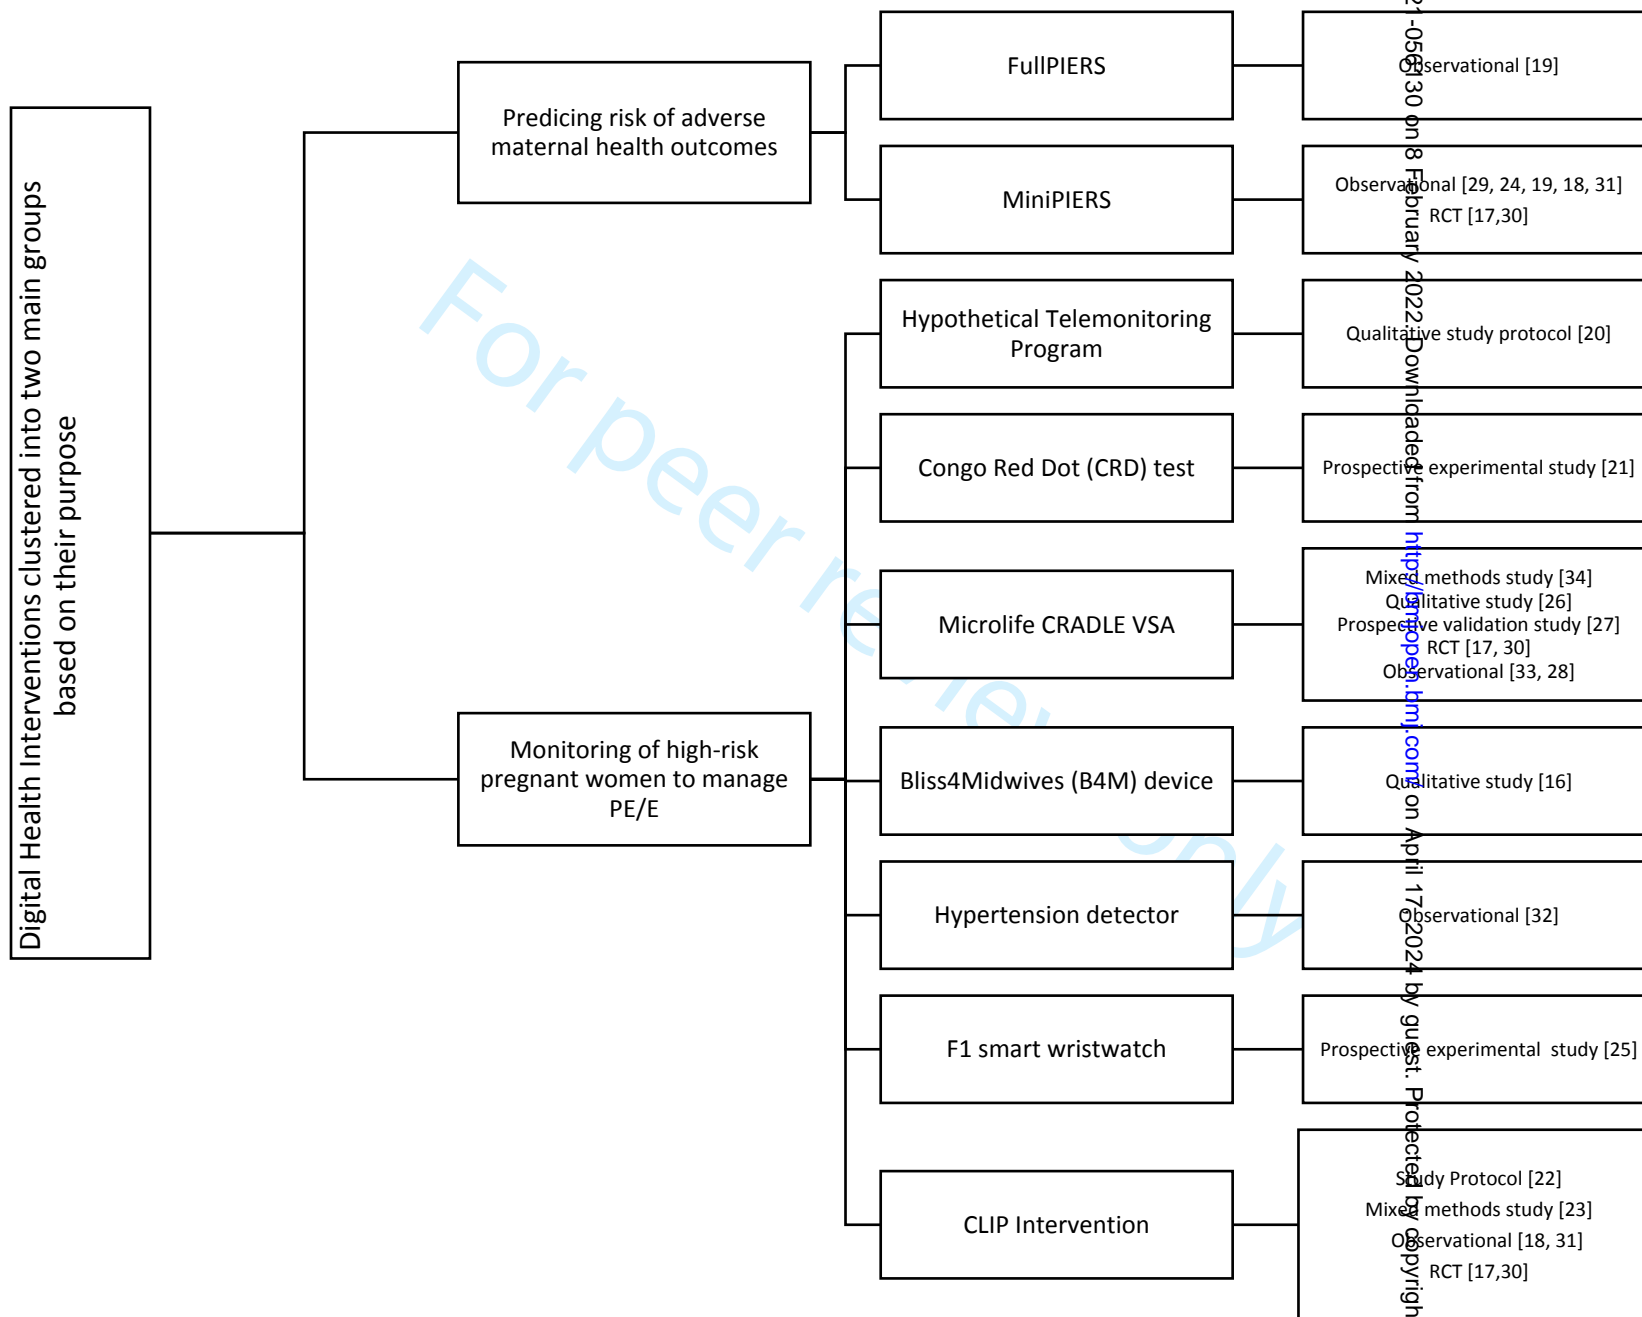 Digital Health Interventions clustered into two main groups
based on their purpose
Predicing risk of adverse
maternal health outcomes
FullPIERS
Observational [19]
MiniPIERS
Observational [29, 24, 19, 18, 31]
RCT [17,30]
Monitoring of high-risk
pregnant women to manage
PE/E
Hypothetical Telemonitoring
Program
Qualitative study protocol [20]
Congo Red Dot (CRD) test
Prospective experimental study [21]
Microlife CRADLE VSA
Mixed methods study [34]
Qualitative study [26]
Prospective validation study [27]
RCT [17, 30]
Observational [33, 28]
Bliss4Midwives (B4M) device
Qualitative study [16]
Hypertension detector
Observational [32]
F1 smart wristwatch
Prospective experimental  study [25]
CLIP Intervention
Study Protocol [22]
Mixed methods study [23]
Observational [18, 31]
RCT [17,30]
For peer review only
21-056130 on 8 February 2022. Downloaded from http://bmjopen.bmj.com/ on April 17, 2024 by guest. Protected by copyrigh